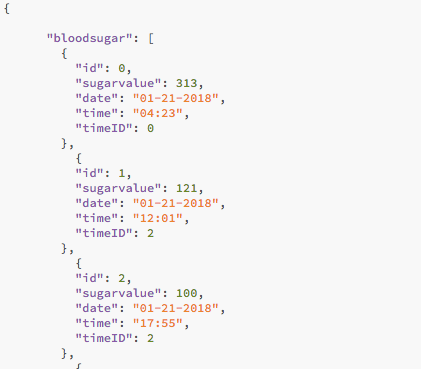 {
"bloodsugar": [
{
"id": 0,
"sugarvalue": 313,
"date": "01-21-2018",
"time": "04:23",
"timeID": 0
},
{
"id": 1,
"sugarvalue": 121,
"date": "01-21-2018",
"time": "12:01",
"timeID": 2
},
{
"id": 2,
"sugarvalue": 100,
"date": "01-21-2018",
"time": "17:55",
"timeID": 2
},
{